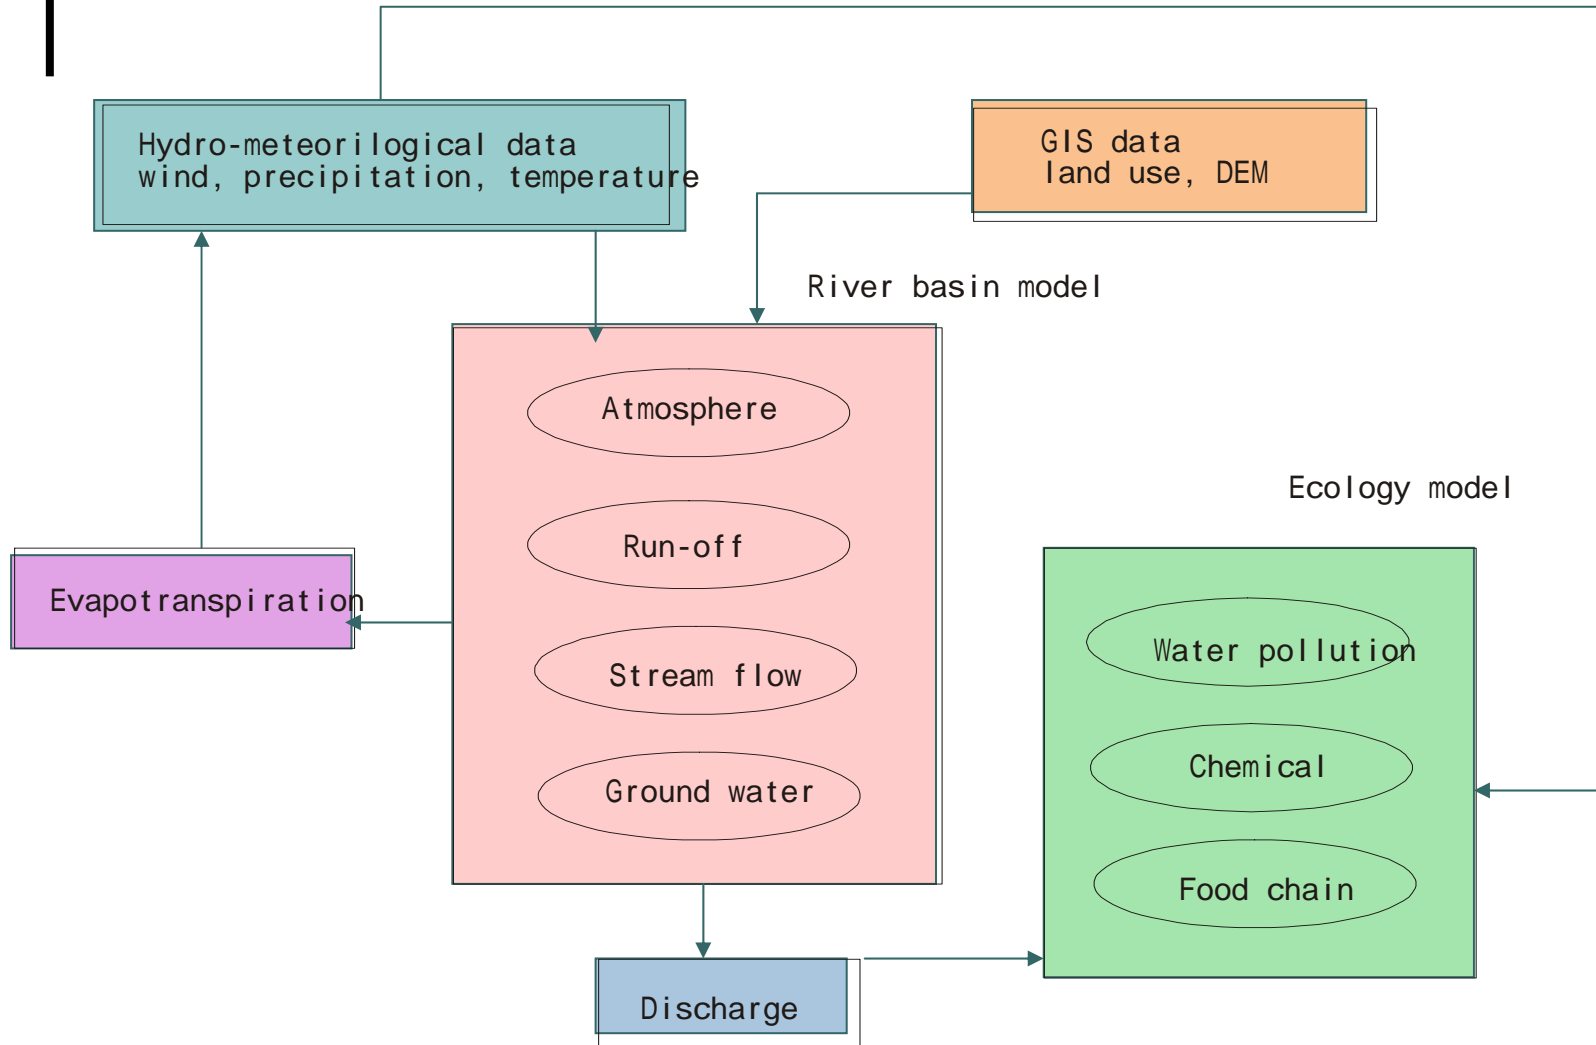 Hydro-meteorilogical data
wind, precipitation, temperature
GIS data
land use, DEM
River basin model
Atmosphere
Run-off
Stream flow
Ground water
Evapotranspiration
Ecology model
Water pollution
Chemical
Food chain
Discharge